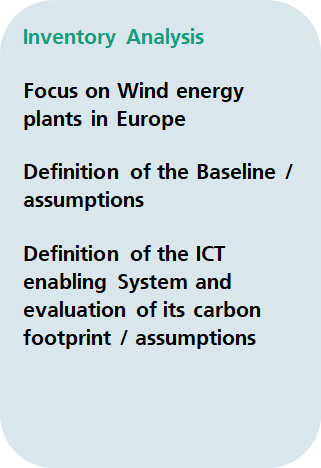 Inventory Analysis
Focus on Wind energy
plants in Europe
Definition of the Baseline /
assumptions
Definition of the ICT
enabling System and
evaluation of its carbon
footprint / assumptions